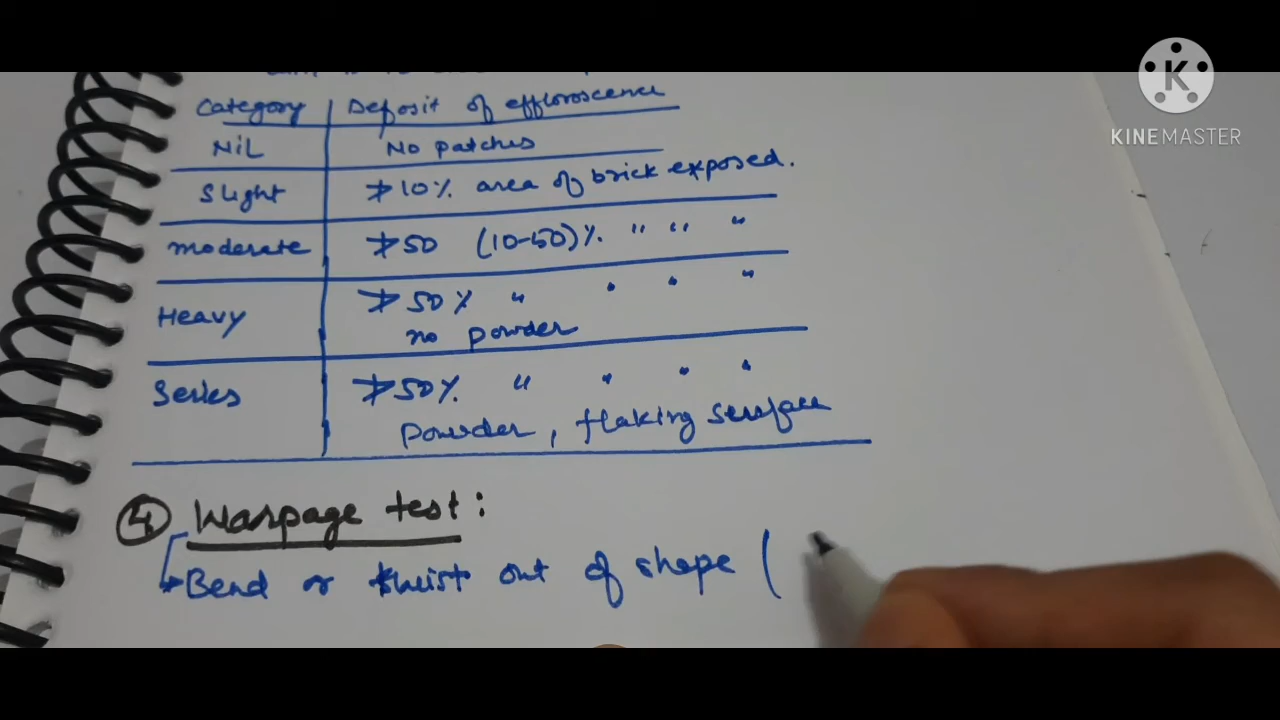 Category Deposit of effloroscence
NiL No patches
Slight ≯10% area of brick exposed.
moderate ≯50 (10-50)% " " "
Heavy ≯50% " " " "
no powder
Series ≯50% " " " "
powder, flaking surface
④ Warpage test:
→ Bend or twist out of shape (
K
KINEMASTER